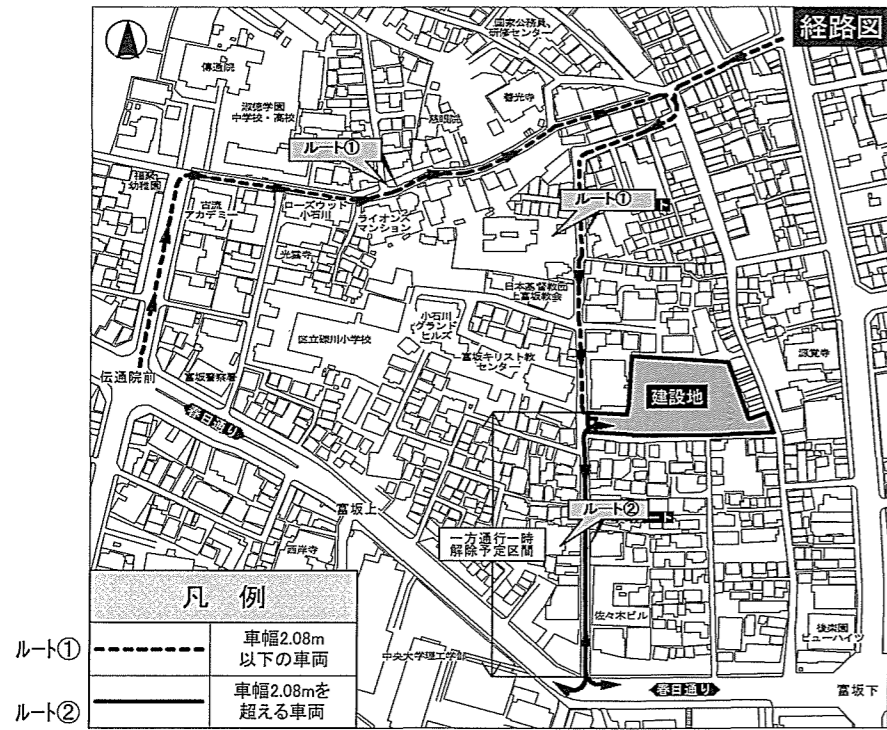 経路図
国家公務員
研修センター
傳通院
淑徳学園
中学校・高校
善光寺
慈眼院
ルート①
ルート①
福聚
幼稚園
古流
アカデミー
ローズウッド
小石川
ライオンズ
マンション
光雲寺
日本基督教団
上富坂教会
小石川
グランド
ヒルズ
区立礫川小学校
富坂キリスト教
センター
源覚寺
建設地
伝通院前
富坂警察署
春日通り
富坂上
ルート②
一方通行一時
解除予定区間
西岸寺
佐々木ビル
後楽園
ビューハイツ
中央大学理工学部
春日通り
富坂下
凡 例
ルート①
車幅2.08m
以下の車両
ルート②
車幅2.08mを
超える車両